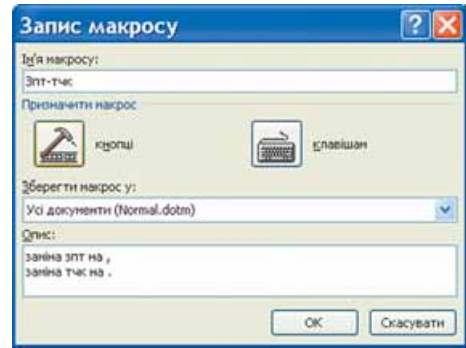 Запис макросу
Ім'я макросу:
Зпт-тчк
Призначити макрос
кнопці
клавішам
Зберегти макрос у:
Усі документи (Normal.dotm)
Опис:
заміна зпт на ,
заміна тчк на .
ОК
Скасувати